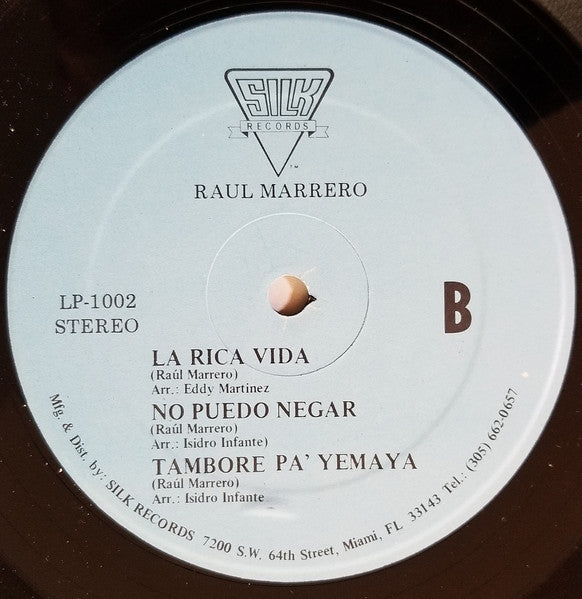 SILK
RECORDS
TM
RAUL MARRERO
LP-1002
STEREO
B
LA RICA VIDA
(Raúl Marrero)
Arr.: Eddy Martínez
NO PUEDO NEGAR
(Raúl Marrero)
Arr.: Isidro Infante)
TAMBORE PA' YEMAYA
(Raúl Marrero)
Arr.: Isidro Infante
Mfg. & Dist. by: SILK RECORDS 7200 S.W. 64th Street, Miami, FL 33143 Tel.: (305) 662-0657